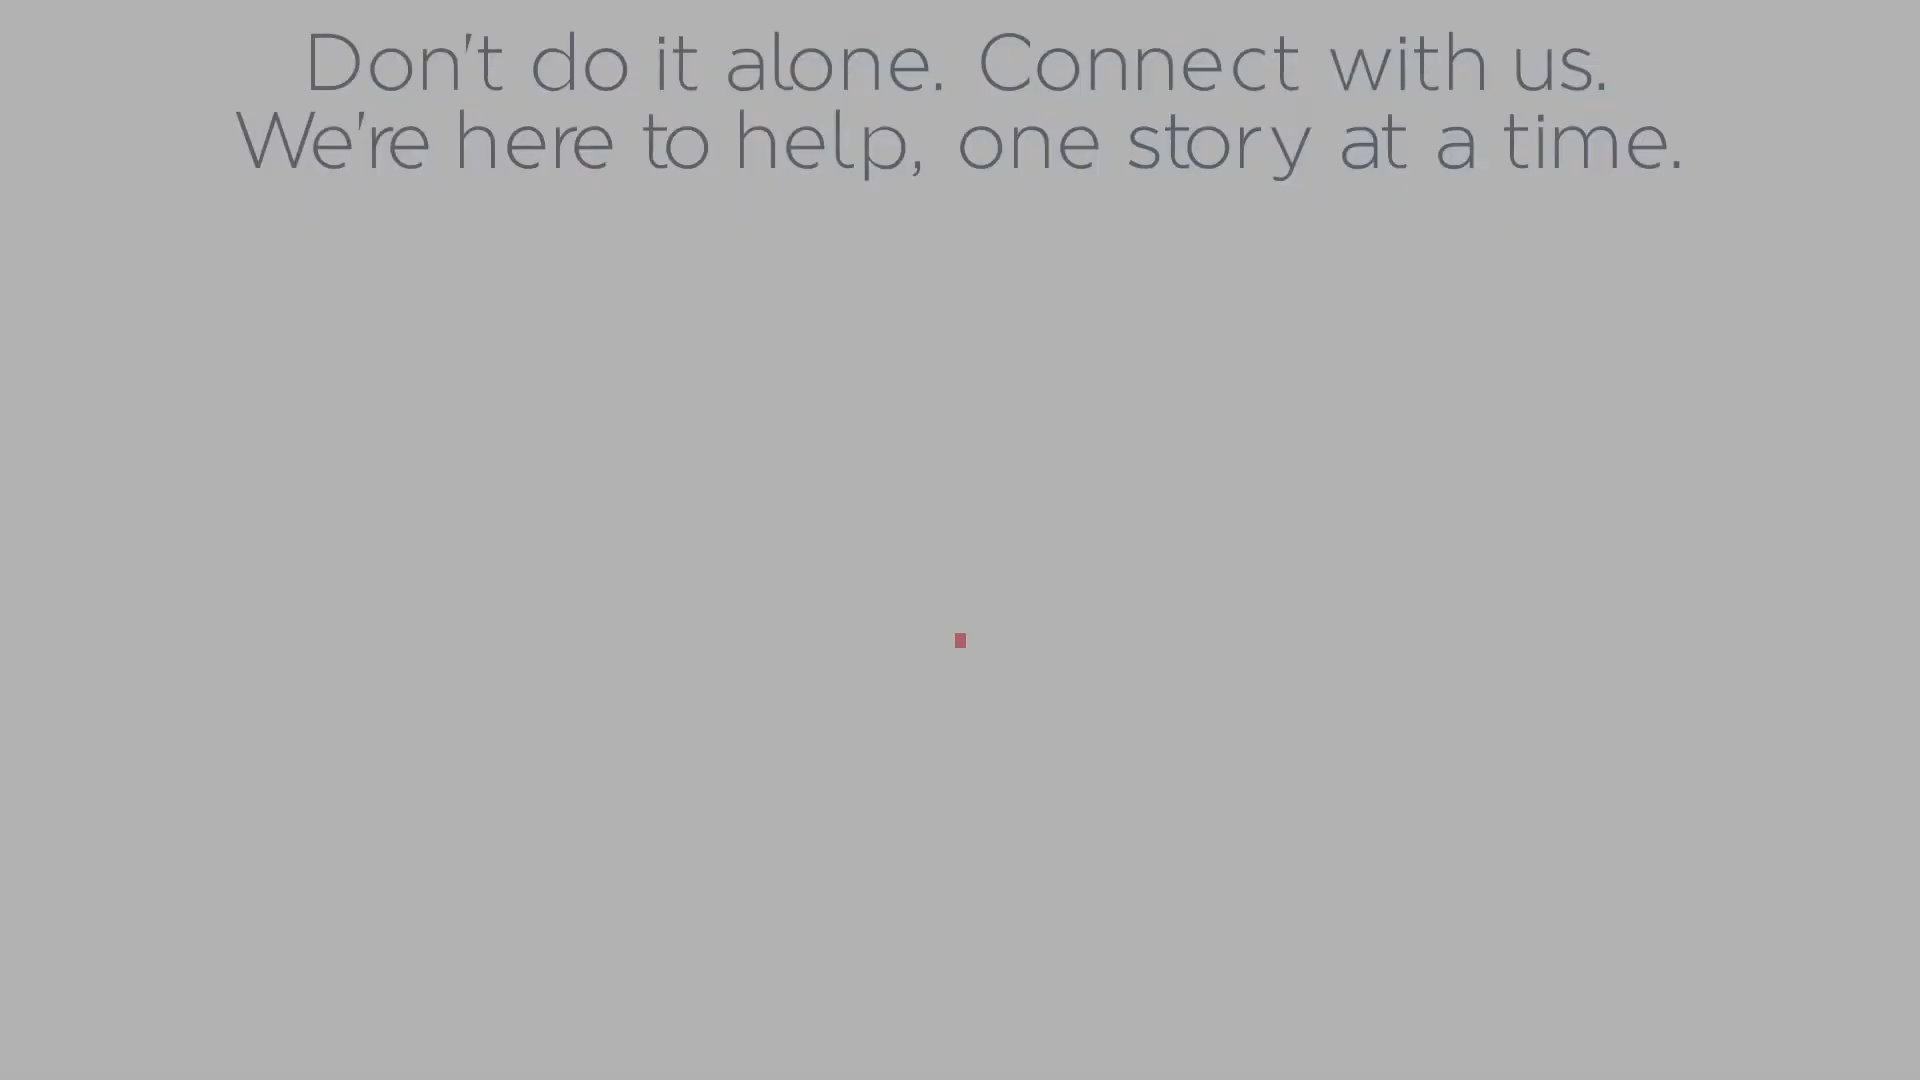 Don't do it alone. Connect with us.
We're here to help, one story at a time.